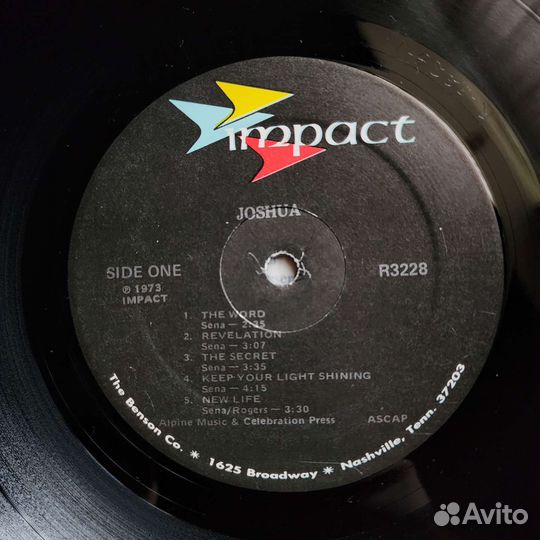 impact
JOSHUA
SIDE ONE
R3228
℗ 1973
IMPACT
1. THE WORD
Sena — 2:35
2. REVELATION
Sena — 3:07
3. THE SECRET
Sena — 3:35
4. KEEP YOUR LIGHT SHINING
Sena — 4:15
5. NEW LIFE
Sena/Rogers — 3:30
Alpine Music & Celebration Press ASCAP
The Benson Co. * 1625 Broadway * Nashville, Tenn. 37203
Avito